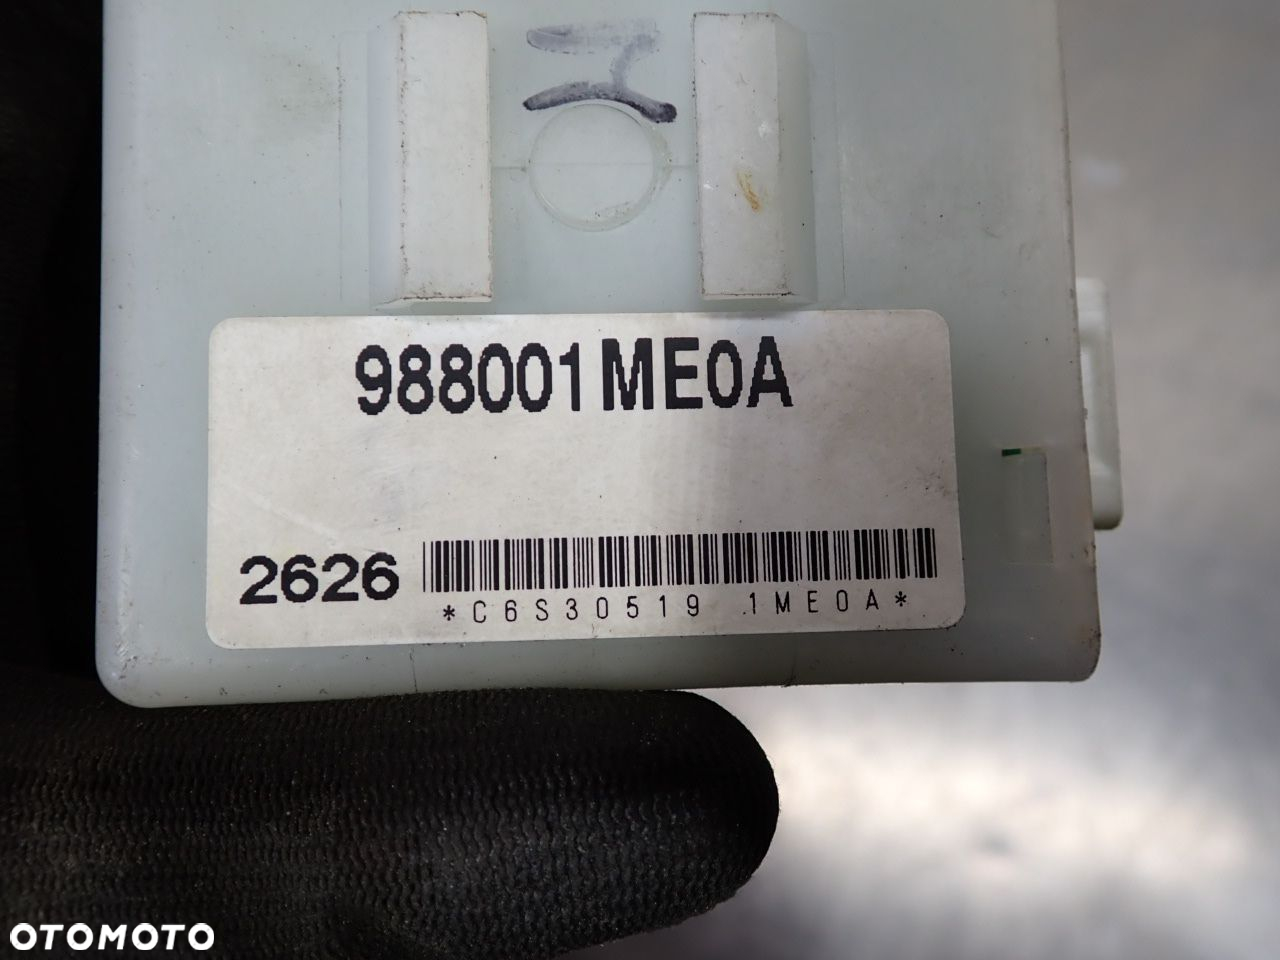 988001ME0A
2626
*C6S30519 1ME0A*
OTOMOTO